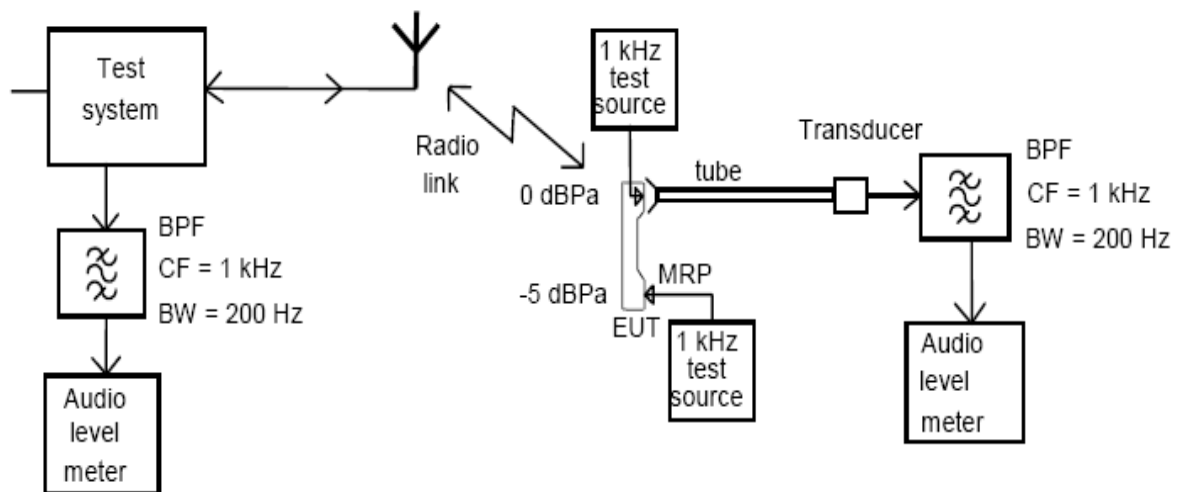 Test
system
BPF
CF = 1 kHz
BW = 200 Hz
Audio
level
meter
Radio
link
1 kHz
test
source
0 dBPa
tube
Transducer
-5 dBPa
MRP
EUT
1 kHz
test
source
BPF
CF = 1 kHz
BW = 200 Hz
Audio
level
meter